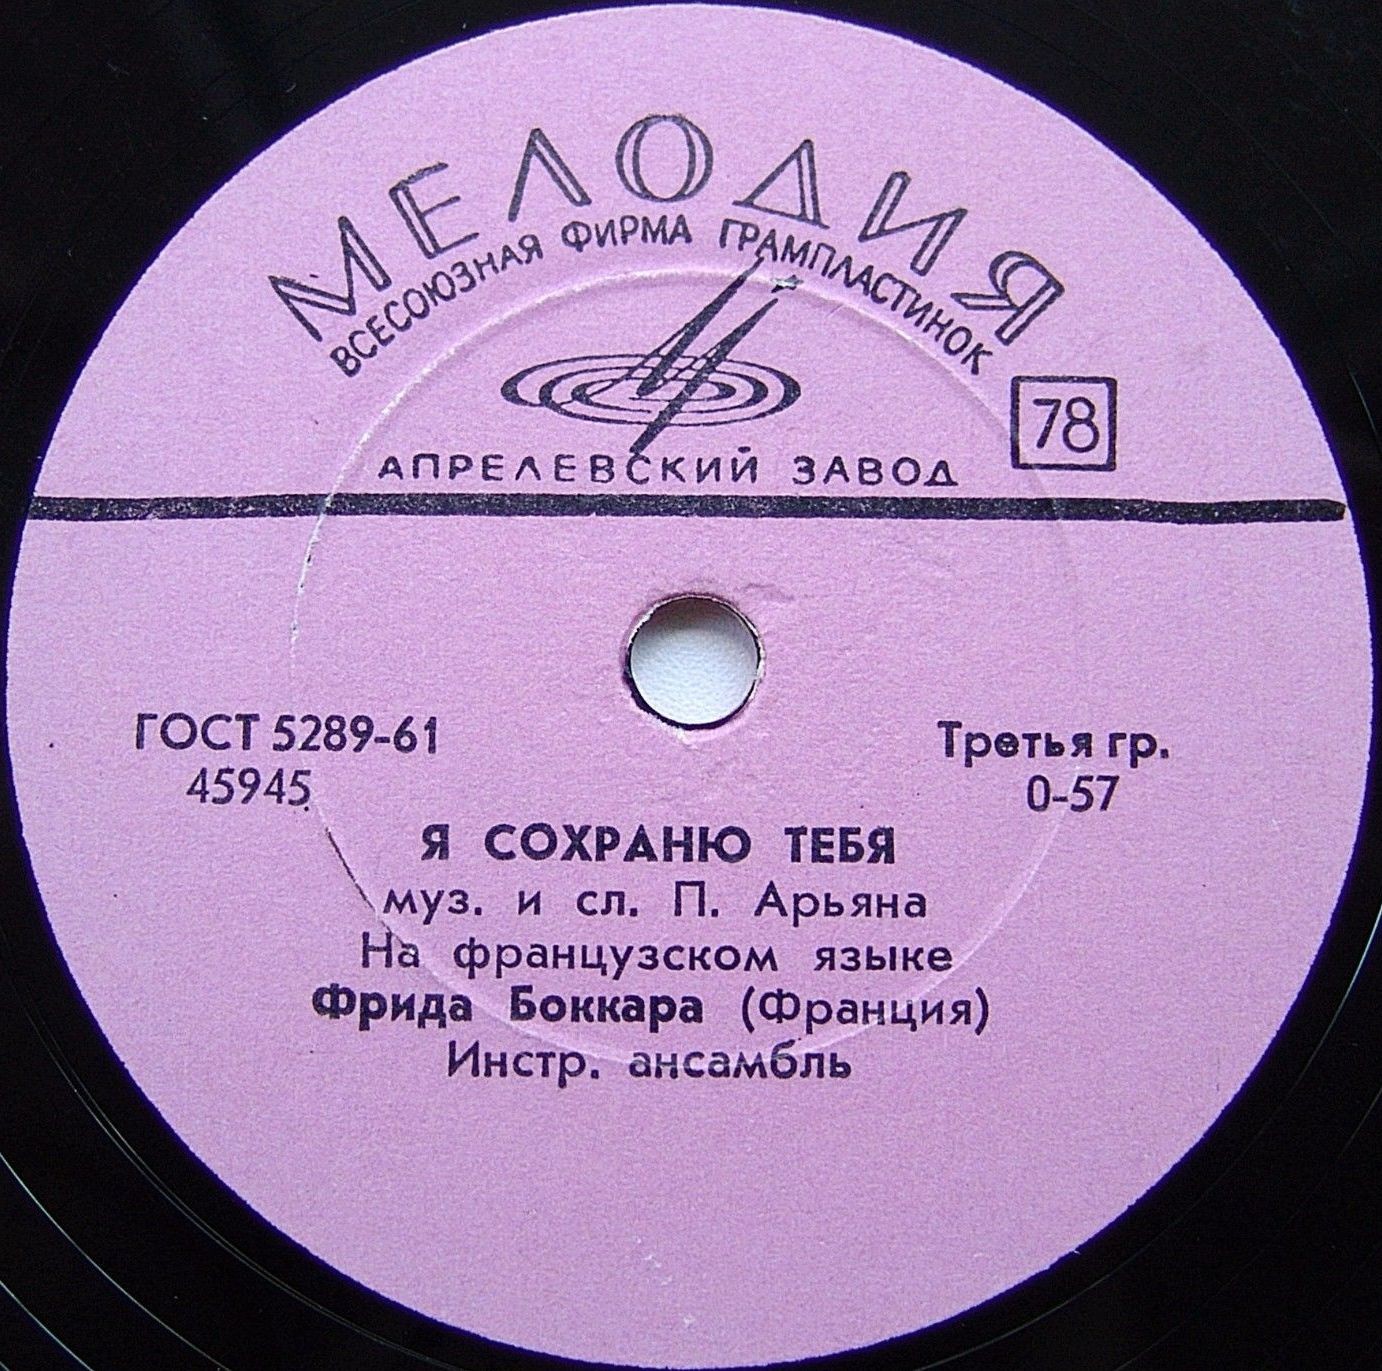 МЕЛОДИЯ
ВСЕСОЮЗНАЯ ФИРМА ГРАМПЛАСТИНОК
78
АПРЕЛЕВСКИЙ ЗАВОД
ГОСТ 5289-61
45945
Третья гр.
0-57
Я СОХРАНЮ ТЕБЯ
муз. и сл. П. Арьяна
На французском языке
Фрида Боккара (Франция)
Инстр. ансамбль